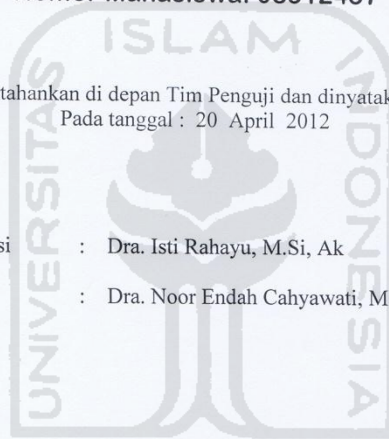 ISLAM
tahankan di depan Tim Penguji dan dinyatak
Pada tanggal : 20 April 2012
UNIVERSITAS
INDONESIA
si : Dra. Isti Rahayu, M.Si, Ak
: Dra. Noor Endah Cahyawati, M